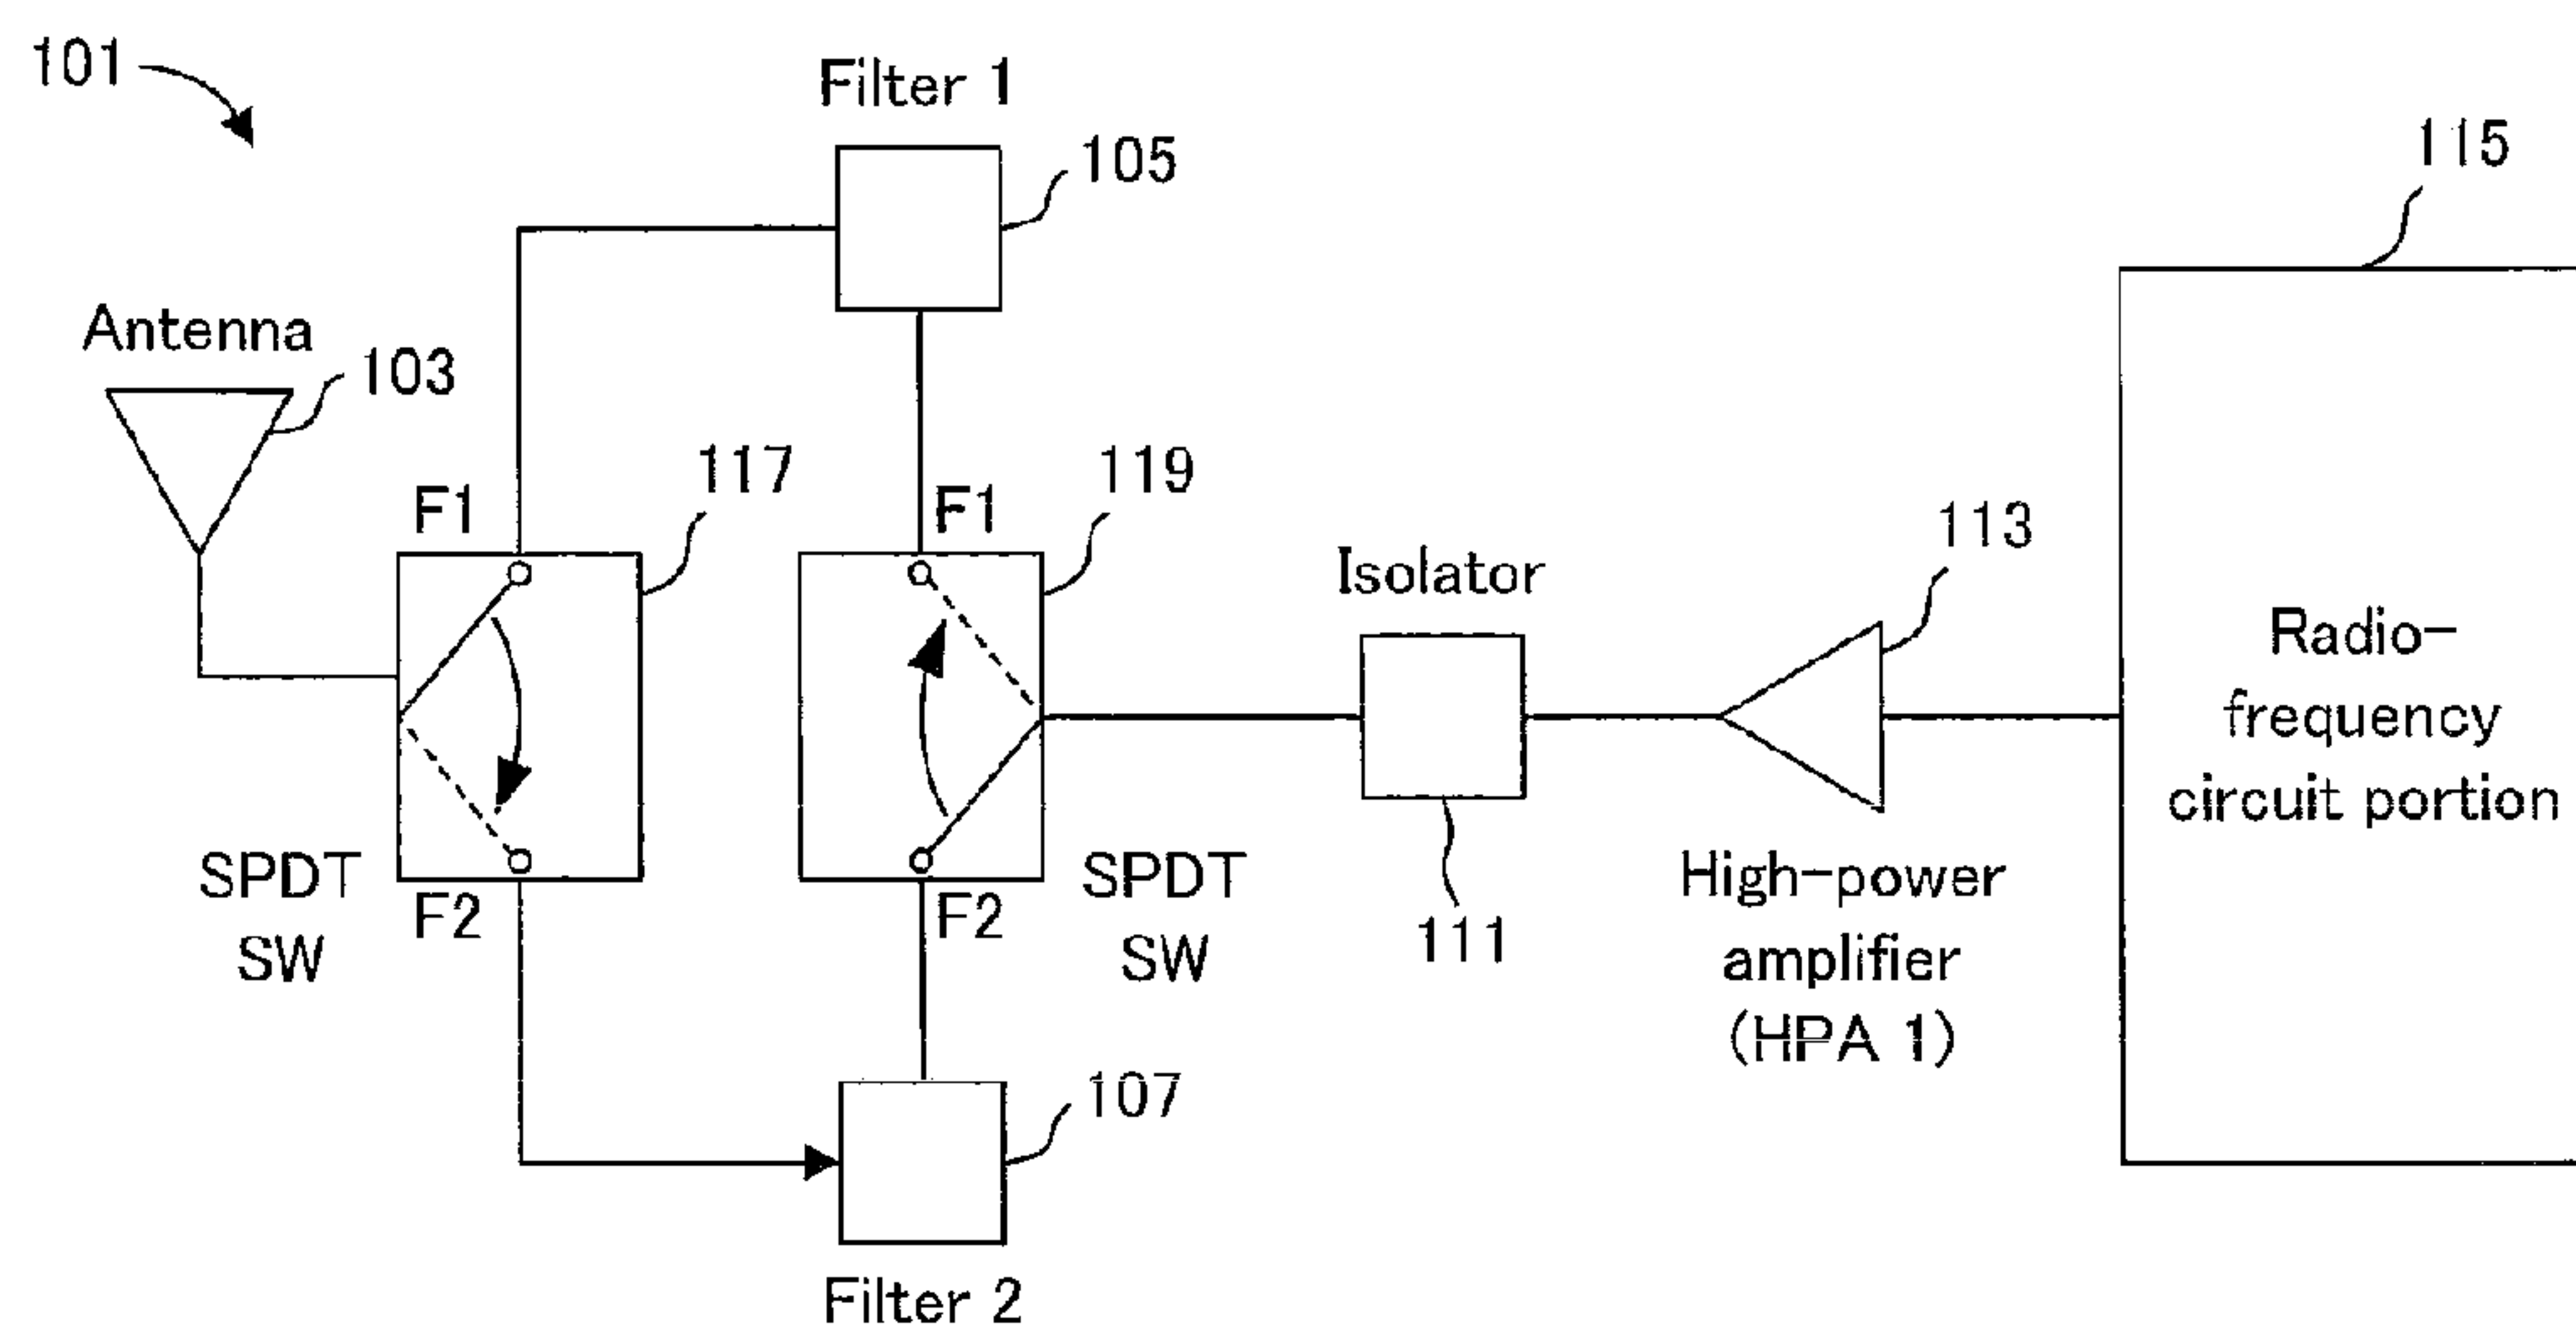 101
Filter 1
105
115
Antenna
103
117
119
F1
F1
113
Isolator
Radio-
frequency
circuit portion
SPDT
SW
F2
F2
SPDT
SW
111
High-power
amplifier
(HPA 1)
107
Filter 2